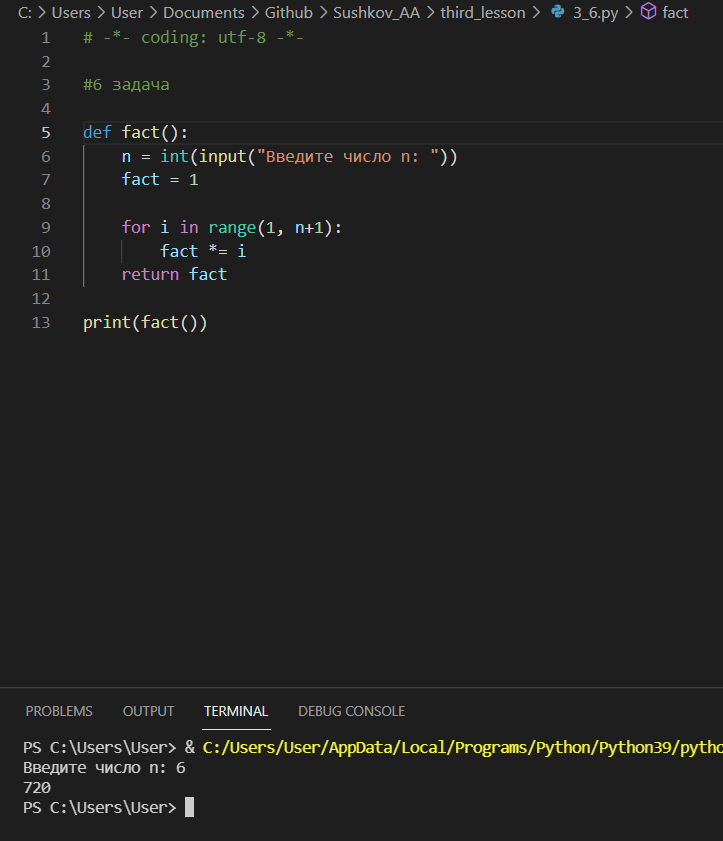 C: > Users > User > Documents > Github > Sushkov_AA > third_lesson > 3_6.py > fact
1 # -*- coding: utf-8 -*-
2
3 #6 задача
4
5 def fact():
6     n = int(input("Введите число n: "))
7     fact = 1
8
9     for i in range(1, n+1):
10         fact *= i
11     return fact
12
13 print(fact())
PROBLEMS OUTPUT TERMINAL DEBUG CONSOLE
PS C:\Users\User> & C:/Users/User/AppData/Local/Programs/Python/Python39/pytho
Введите число n: 6
720
PS C:\Users\User>